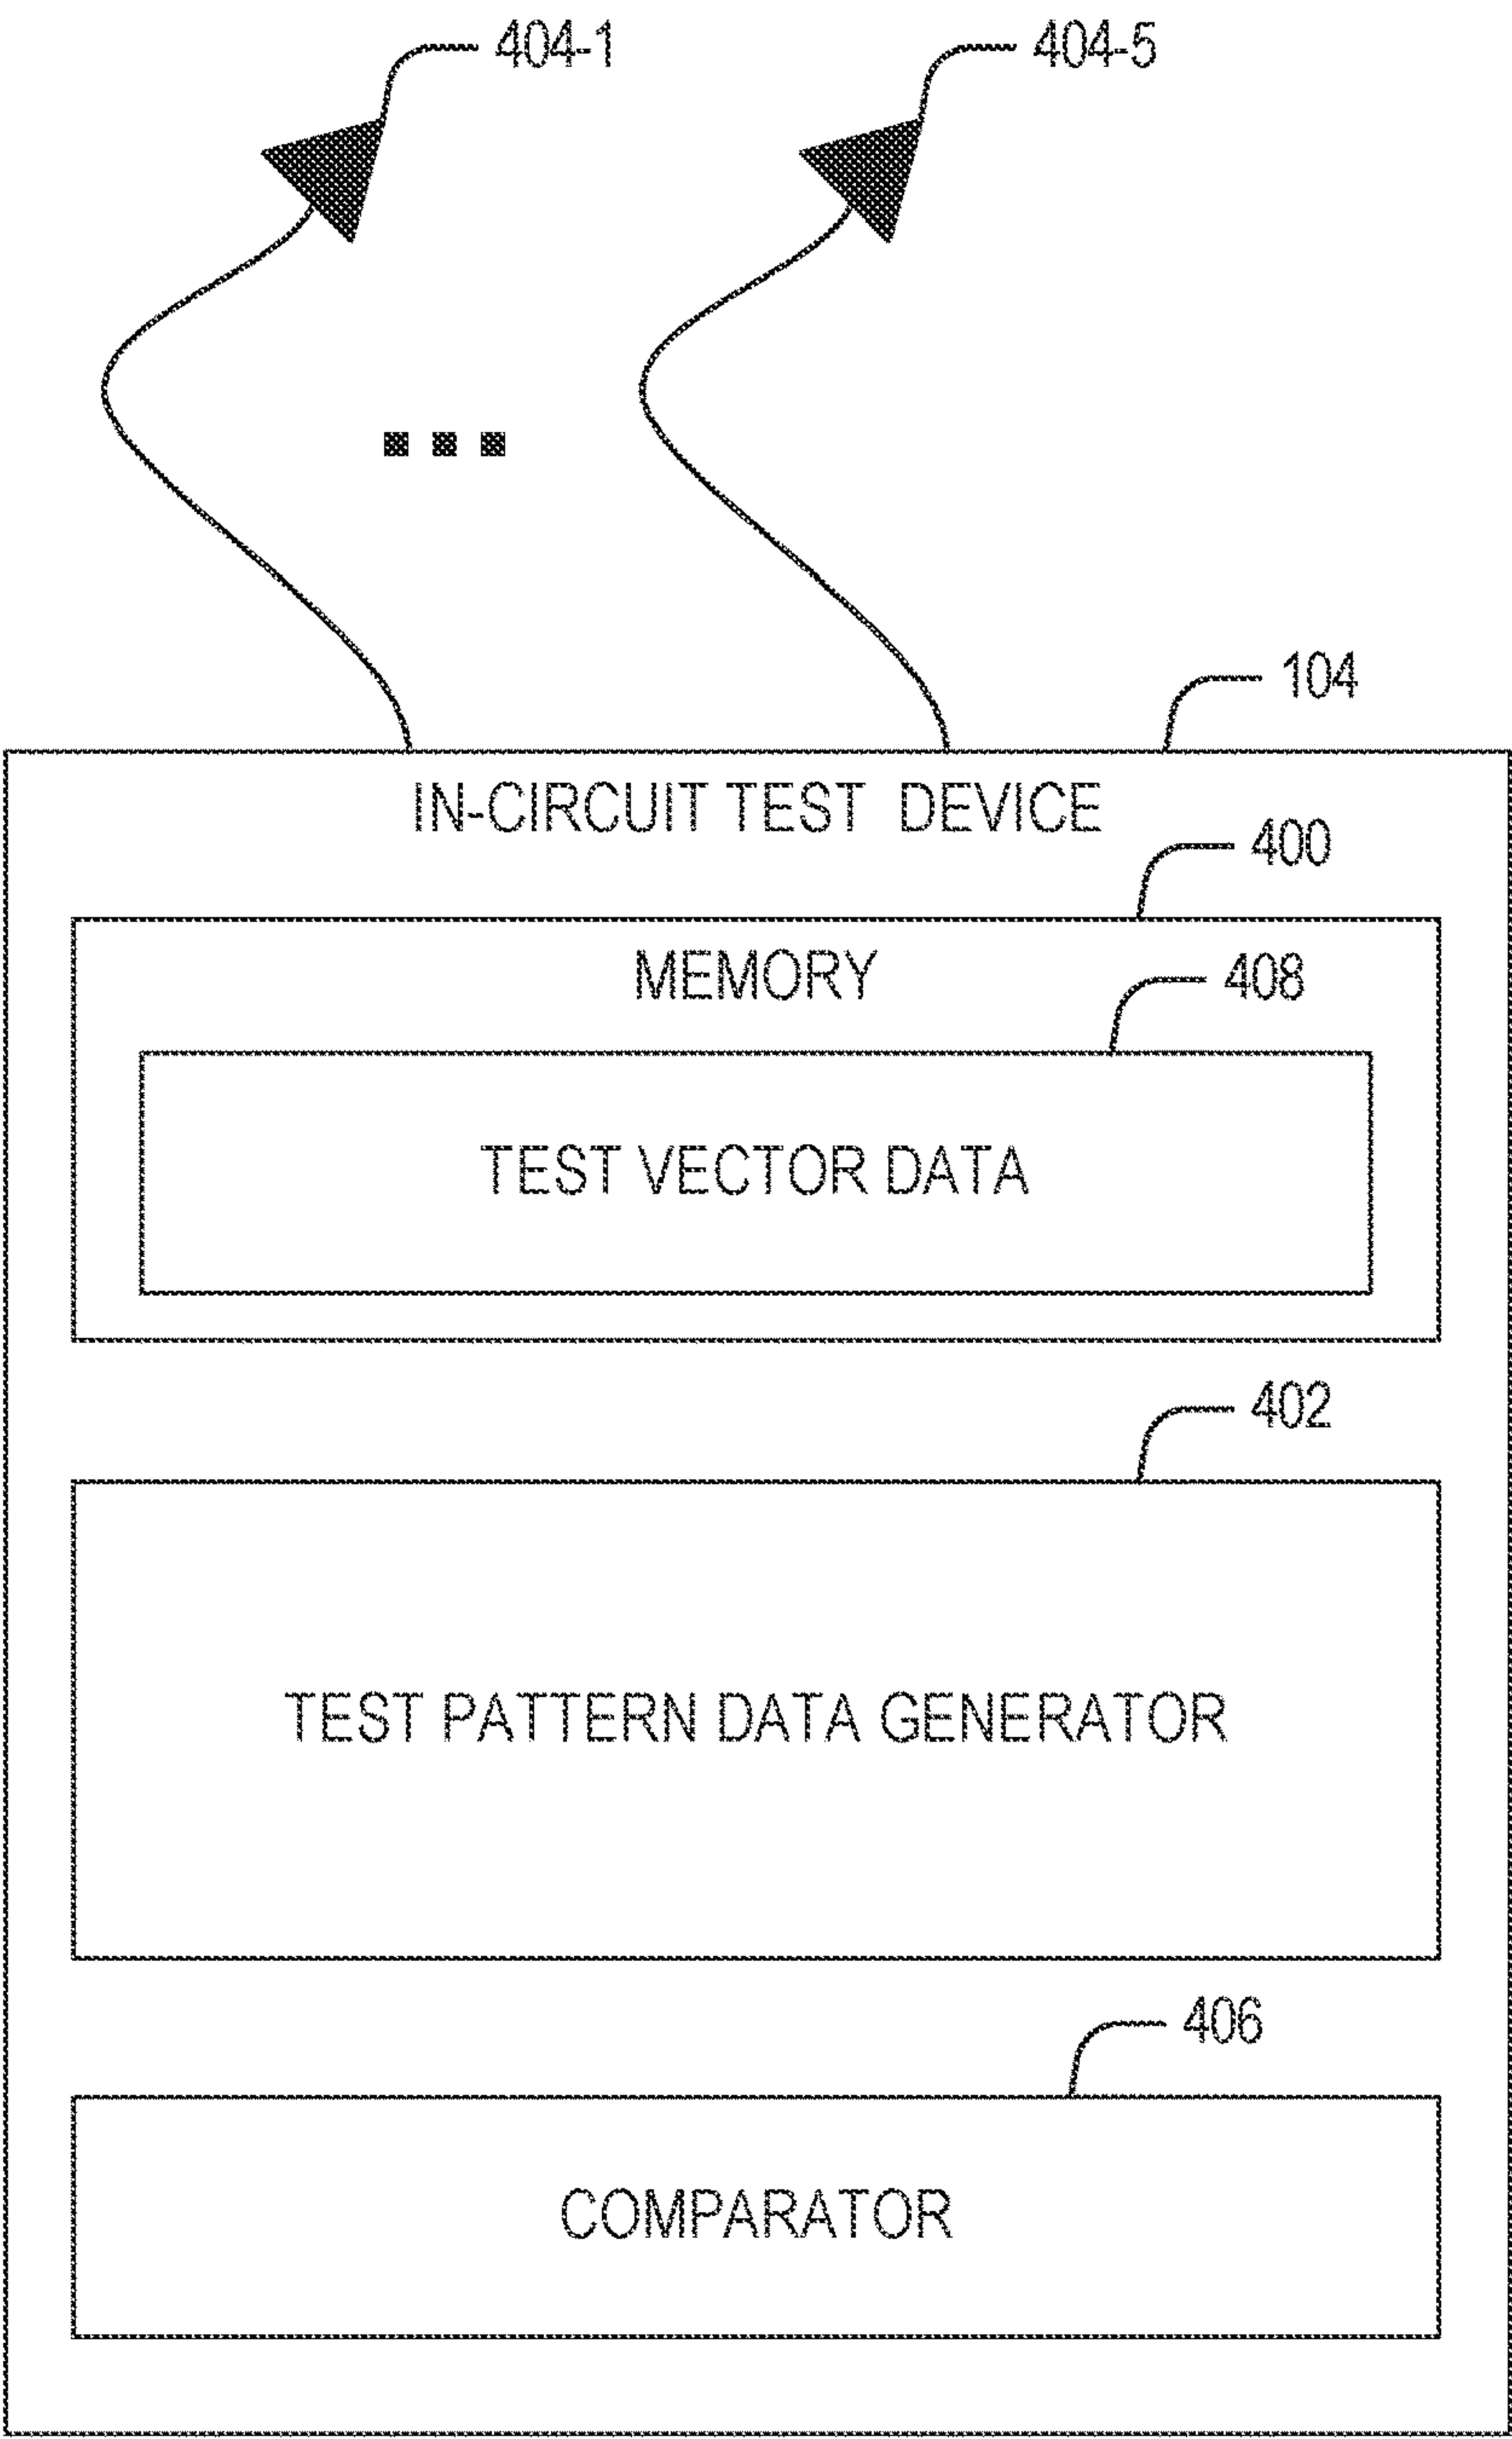 404-1
404-5
104
IN-CIRCUIT TEST DEVICE
400
MEMORY
408
TEST VECTOR DATA
402
TEST PATTERN DATA GENERATOR
406
COMPARATOR